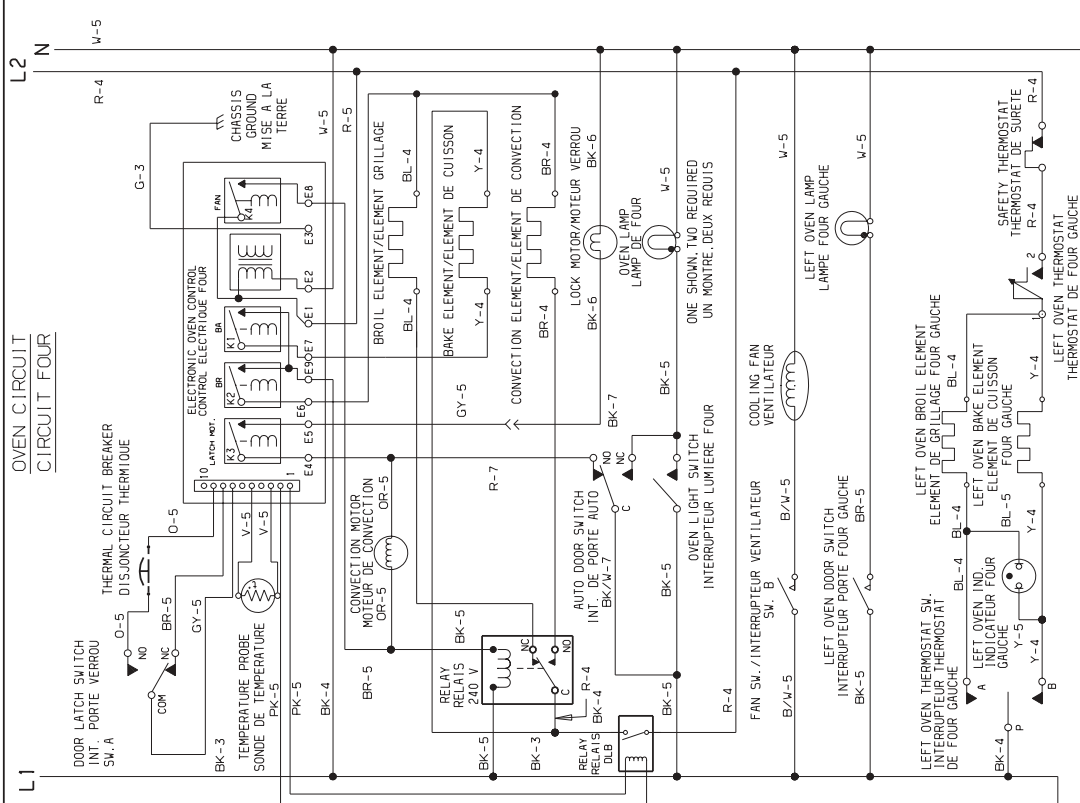 OVEN CIRCUIT
CIRCUIT FOUR
L2
N
L1
W-5
R-4
G-3
CHASSIS
GROUND
MISE A LA
TERRE
W-5
R-5
ELECTRONIC OVEN CONTROL
CONTROL ELECTRIQUE FOUR
FAN
K4
BA
K1
BR
K2
LATCH MOT.
K3
10
1
E8
E3
E2
E1
E7
E9
E6
E5
E4
THERMAL CIRCUIT BREAKER
DISJONCTEUR THERMIQUE
O-5
O-5
V-5
V-5
BR-5
GY-5
NO
NC
COM
DOOR LATCH SWITCH
INT. PORTE VERROU
SW.A
BK-3
TEMPERATURE PROBE
SONDE DE TEMPERATURE
PK-5
PK-5
BK-4
BROIL ELEMENT/ELEMENT GRILLAGE
BL-4
BL-4
BAKE ELEMENT/ELEMENT DE CUISSON
Y-4
Y-4
CONVECTION ELEMENT/ELEMENT DE CONVECTION
BR-4
BR-4
GY-5
R-7
CONVECTION MOTOR
MOTEUR DE CONVECTION
OR-5
OR-5
BR-5
BK-5
RELAY
RELAIS
240 V
NC
NO
C
R-4
BK-4
BK-5
BK-3
RELAY
RELAIS
DLB
LOCK MOTOR/MOTEUR VERROU
BK-6
BK-6
OVEN LAMP
LAMP DE FOUR
W-5
ONE SHOWN,TWO REQUIRED
UN MONTRE,DEUX REQUIS
BK-5
BK-7
NO
NC
C
AUTO DOOR SWITCH
INT. DE PORTE AUTO
BK/W-7
OVEN LIGHT SWITCH
INTERRUPTEUR LUMIERE FOUR
BK-5
BK-5
R-4
W-5
COOLING FAN
VENTILATEUR
B/W-5
FAN SW./INTERRUPTEUR VENTILATEUR
SW. B
B/W-5
LEFT OVEN LAMP
LAMPE FOUR GAUCHE
W-5
LEFT OVEN DOOR SWITCH
INTERRUPTEUR PORTE FOUR GAUCHE
BR-5
BK-5
SAFETY THERMOSTAT
THERMOSTAT DE SURETE
R-4
R-4
2
1
LEFT OVEN THERMOSTAT
THERMOSTAT DE FOUR GAUCHE
LEFT OVEN BROIL ELEMENT
ELEMENT DE GRILLAGE FOUR GAUCHE
BL-4
BL-4
LEFT OVEN BAKE ELEMENT
ELEMENT DE CUISSON
FOUR GAUCHE
Y-4
BL-5
Y-4
BL-4
LEFT OVEN IND.
INDICATEUR FOUR
GAUCHE
Y-5
Y-4
LEFT OVEN THERMOSTAT SW.
INTERRUPTEUR THERMOSTAT
DE FOUR GAUCHE
A
B
P
BK-4